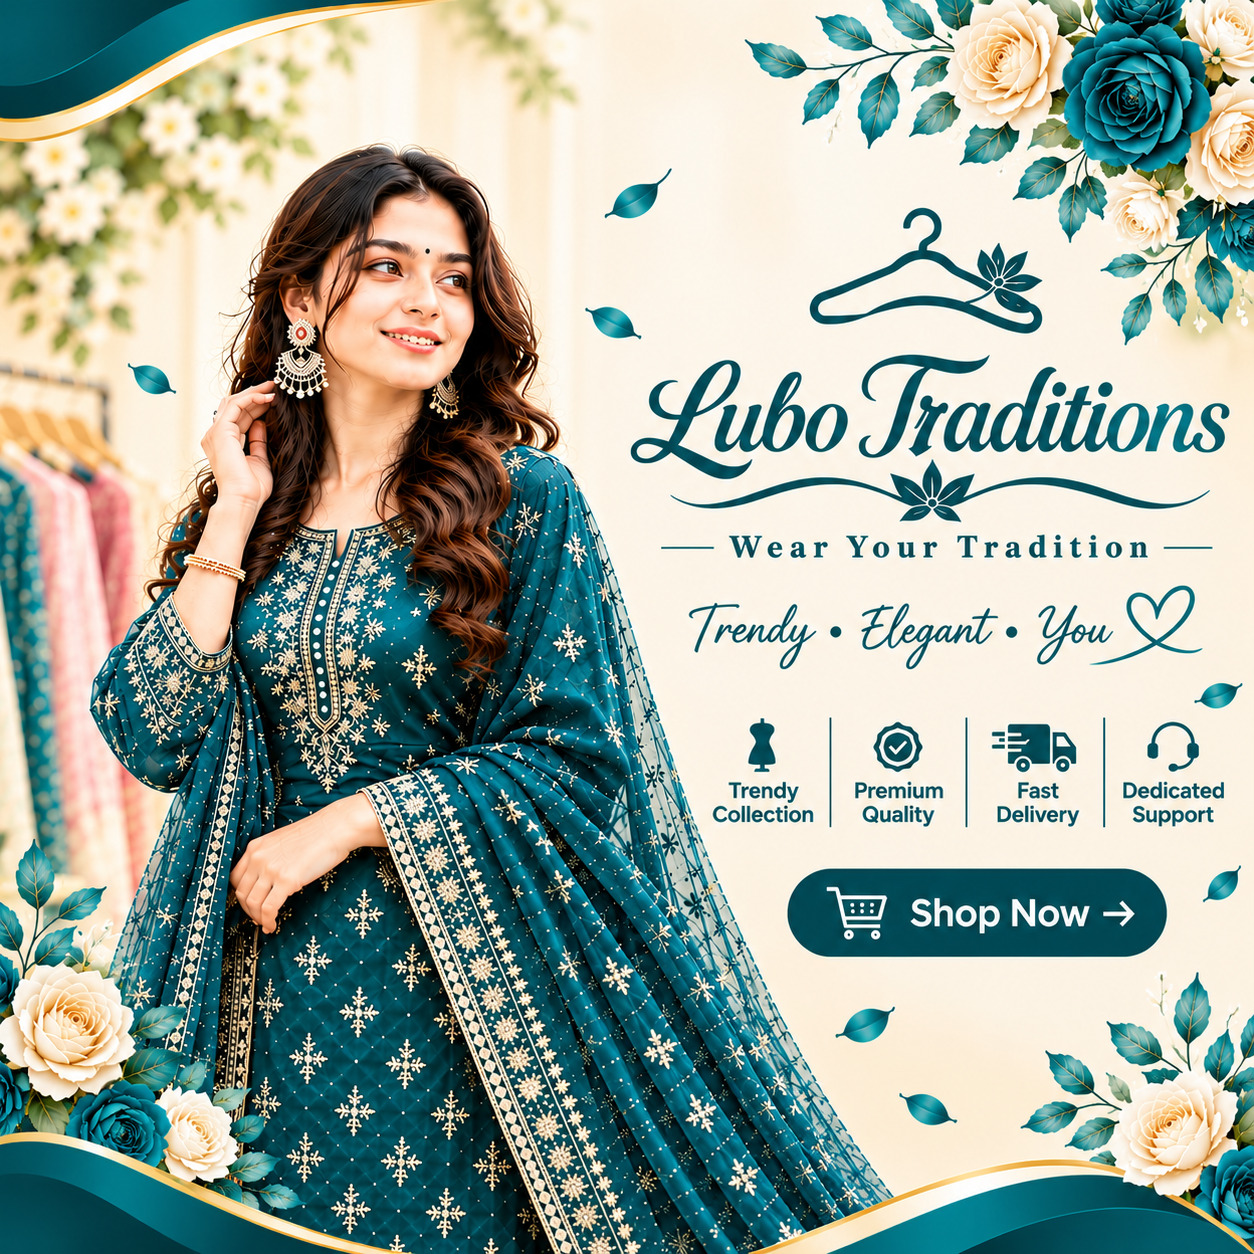 Lubo Traditions
Wear Your Tradition
Trendy • Elegant • You
Trendy
Collection
Premium
Quality
Fast
Delivery
Dedicated
Support
Shop Now →